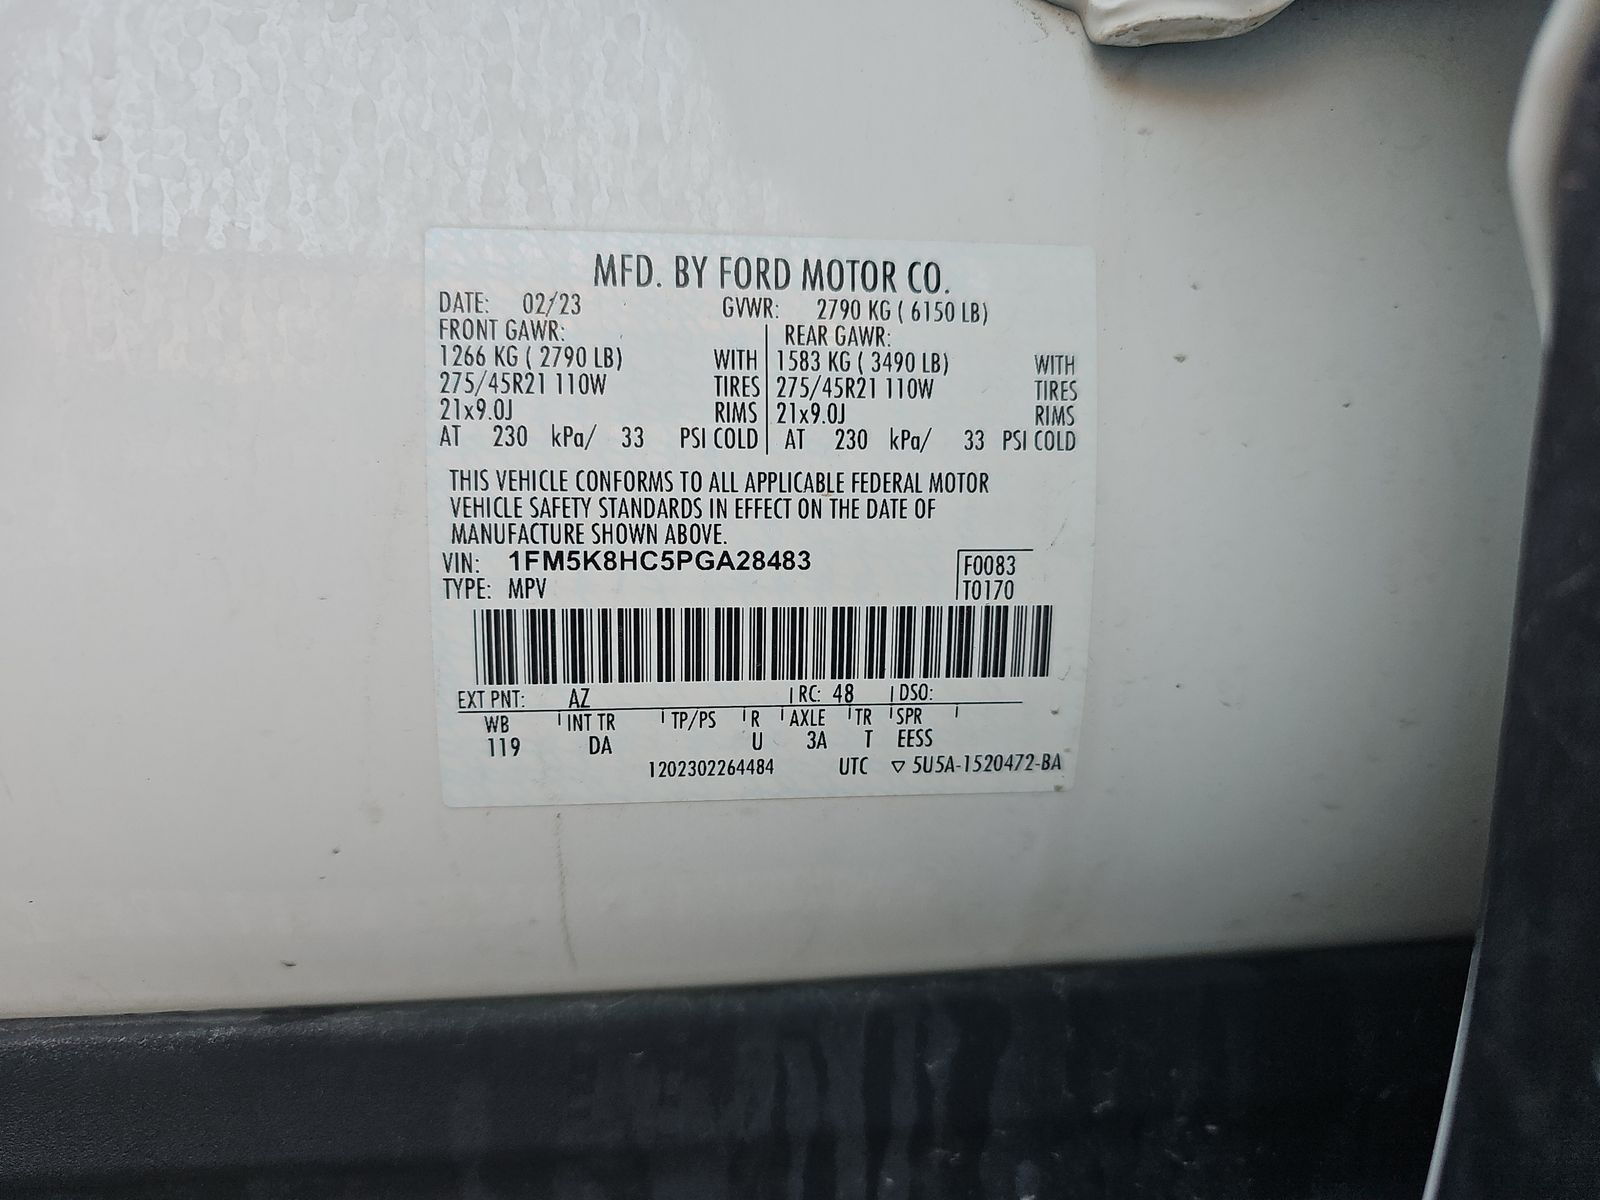 MFD. BY FORD MOTOR CO.
DATE: 02/23 GVWR: 2790 KG ( 6150 LB)
FRONT GAWR: REAR GAWR:
1266 KG ( 2790 LB) WITH 1583 KG ( 3490 LB) WITH
275/45R21 110W TIRES 275/45R21 110W TIRES
21x9.0J RIMS 21x9.0J RIMS
AT 230 kPa/ 33 PSI COLD AT 230 kPa/ 33 PSI COLD
THIS VEHICLE CONFORMS TO ALL APPLICABLE FEDERAL MOTOR
VEHICLE SAFETY STANDARDS IN EFFECT ON THE DATE OF
MANUFACTURE SHOWN ABOVE.
VIN: 1FM5K8HC5PGA28483 F0083
TYPE: MPV T0170
EXT PNT: AZ RC: 48 DSO:
WB INT TR TP/PS R AXLE TR SPR
119 DA U 3A T EESS
1202302264484 UTC ▽ 5U5A-1520472-BA